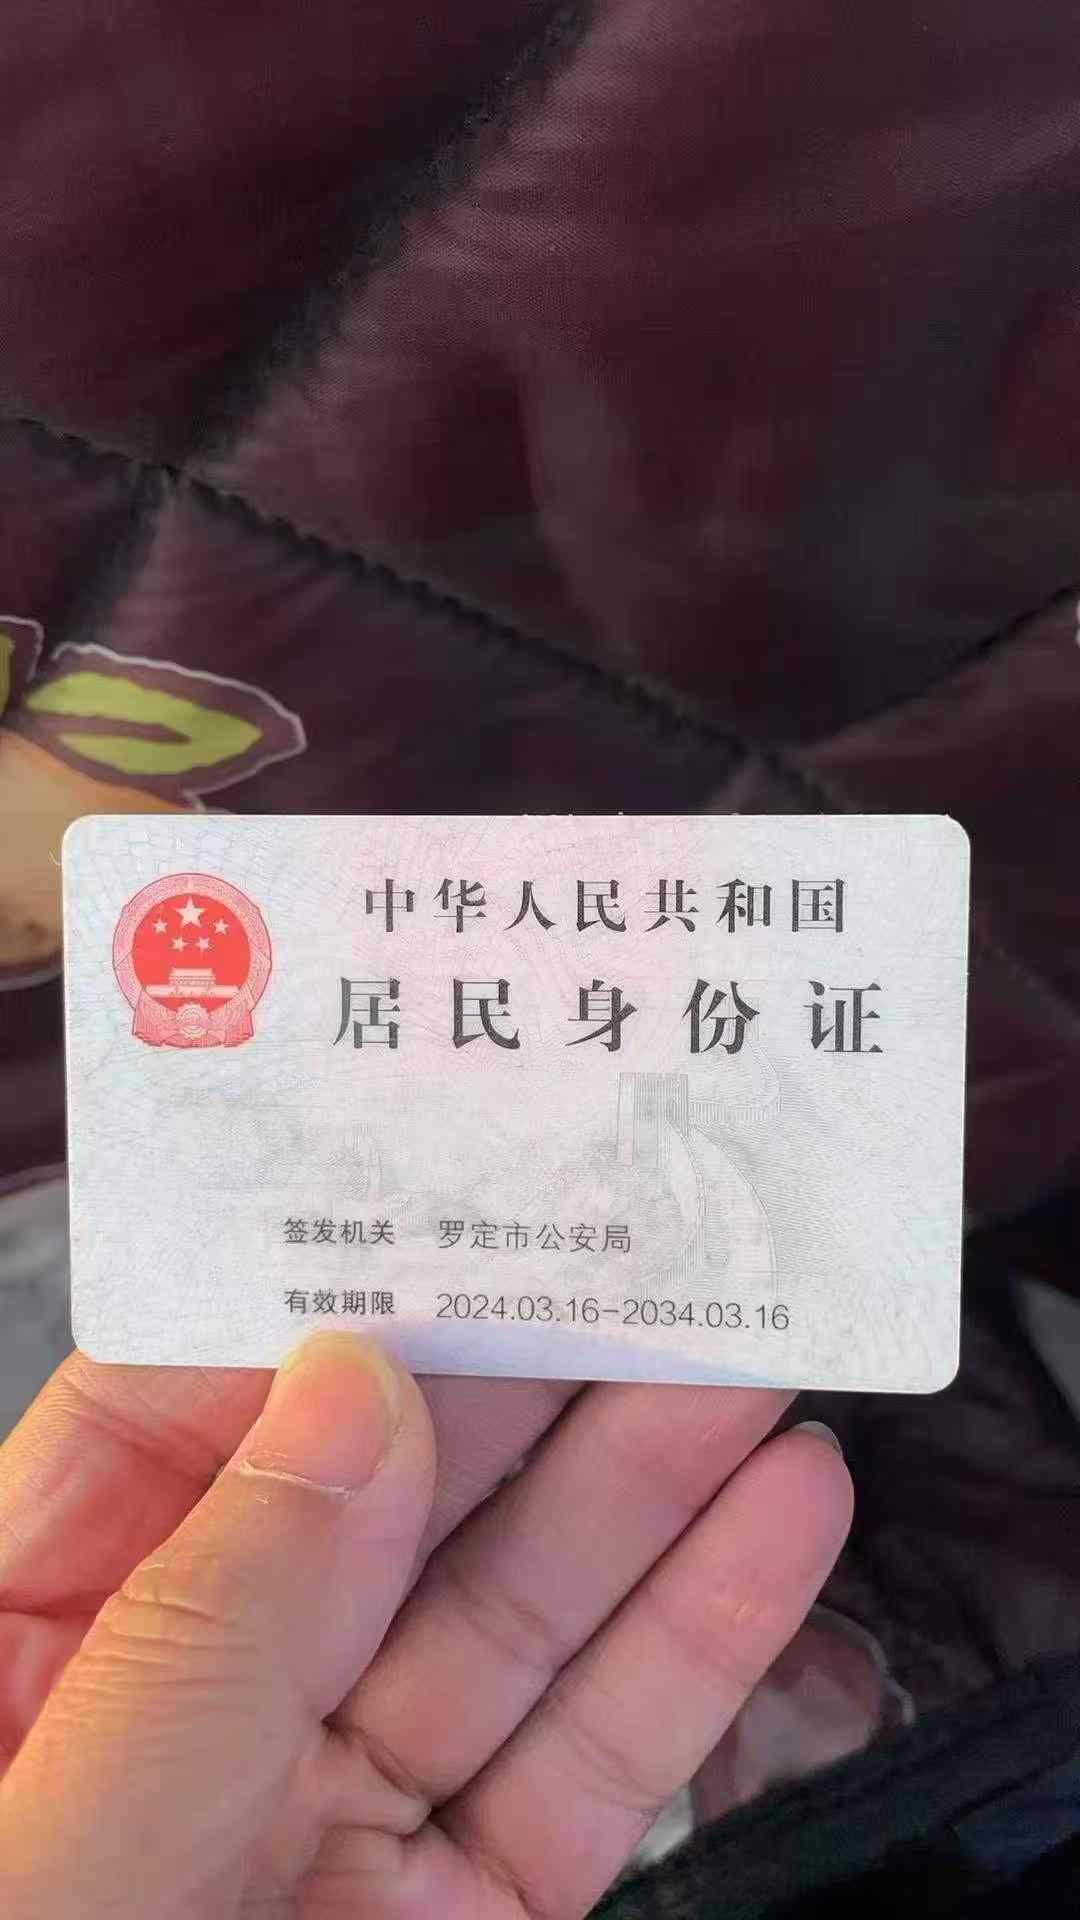 中华人民共和国
居民身份证
签发机关 罗定市公安局
有效期限 2024.03.16-2034.03.16